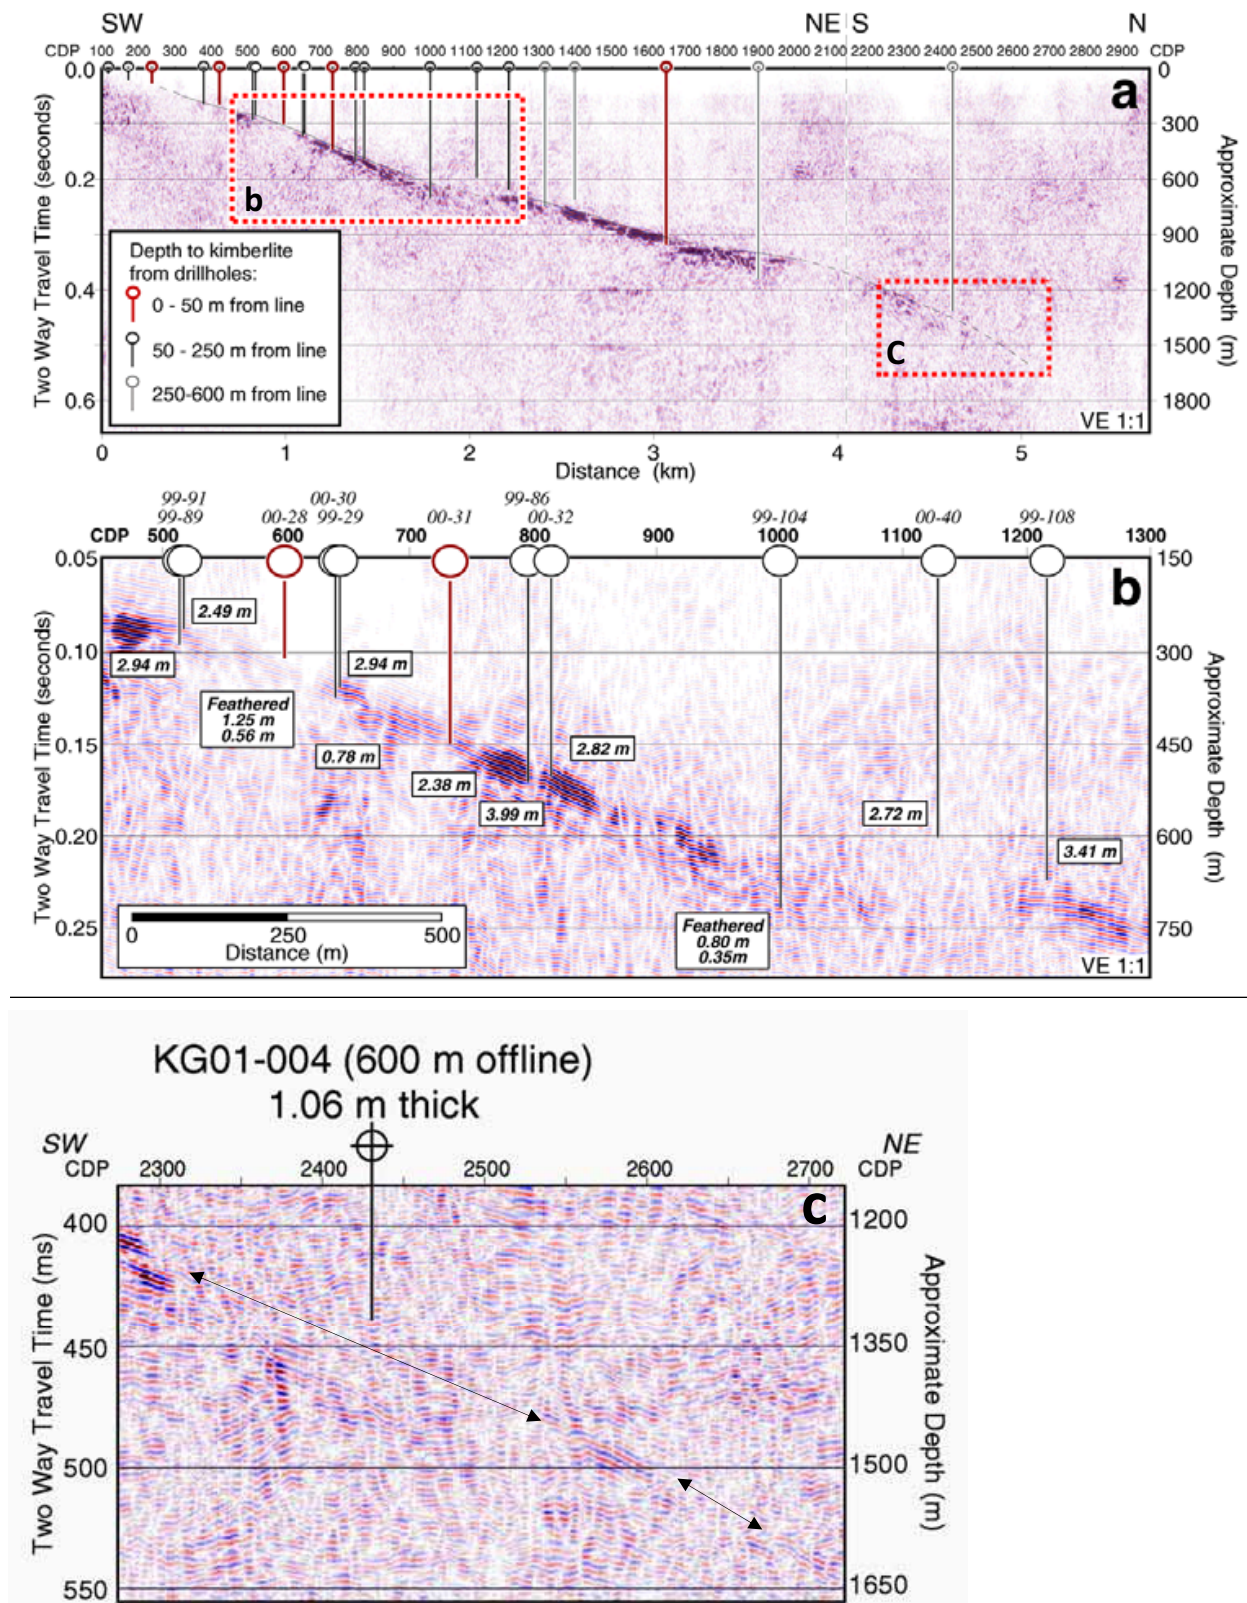 SW NE S N
CDP 100 200 300 400 500 600 700 800 900 1000 1100 1200 1300 1400 1500 1600 1700 1800 1900 2000 2100 2200 2300 2400 2500 2600 2700 2800 2900 CDP
0.0 0
a
0.1 300
0.2 600
b
0.3 900
0.4 1200
C
0.5 1500
0.6 1800
Two Way Travel Time (seconds)
Approximate Depth (m)
Depth to kimberlite
from drillholes:
0 - 50 m from line
50 - 250 m from line
250-600 m from line
VE 1:1
0 1 2 3 4 5
Distance (km)
99-91 00-30 99-86
99-89 00-28 99-29 00-31 00-32 99-104 00-40 99-108
CDP 500 600 700 800 900 1000 1100 1200 1300
0.05 150
b
2.49 m
0.10 300
2.94 m
2.94 m
Feathered
1.25 m
0.56 m
0.15 450
0.78 m
2.82 m
2.38 m
3.99 m
2.72 m
0.20 600
3.41 m
0.25 750
Feathered
0.80 m
0.35m
0 250 500
Distance (m)
VE 1:1
Two Way Travel Time (seconds)
Approximate Depth (m)
KG01-004 (600 m offline)
1.06 m thick
SW NE
CDP 2300 2400 2500 2600 2700 CDP
c
400 1200
450 1350
500 1500
550 1650
Two Way Travel Time (ms)
Approximate Depth (m)